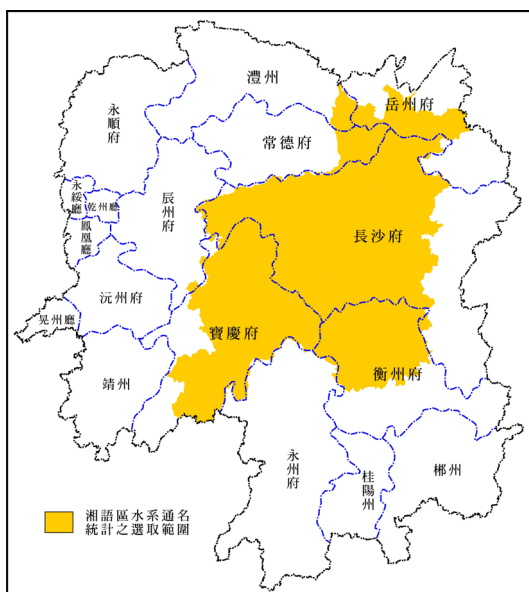 澧州
岳州府
永順府
常德府
永綏廳
乾州廳
辰州府
鳳凰廳
長沙府
沅州府
晃州廳
寶慶府
靖州
衡州府
永州府
桂陽州
郴州
湘語區水系通名
統計之選取範圍